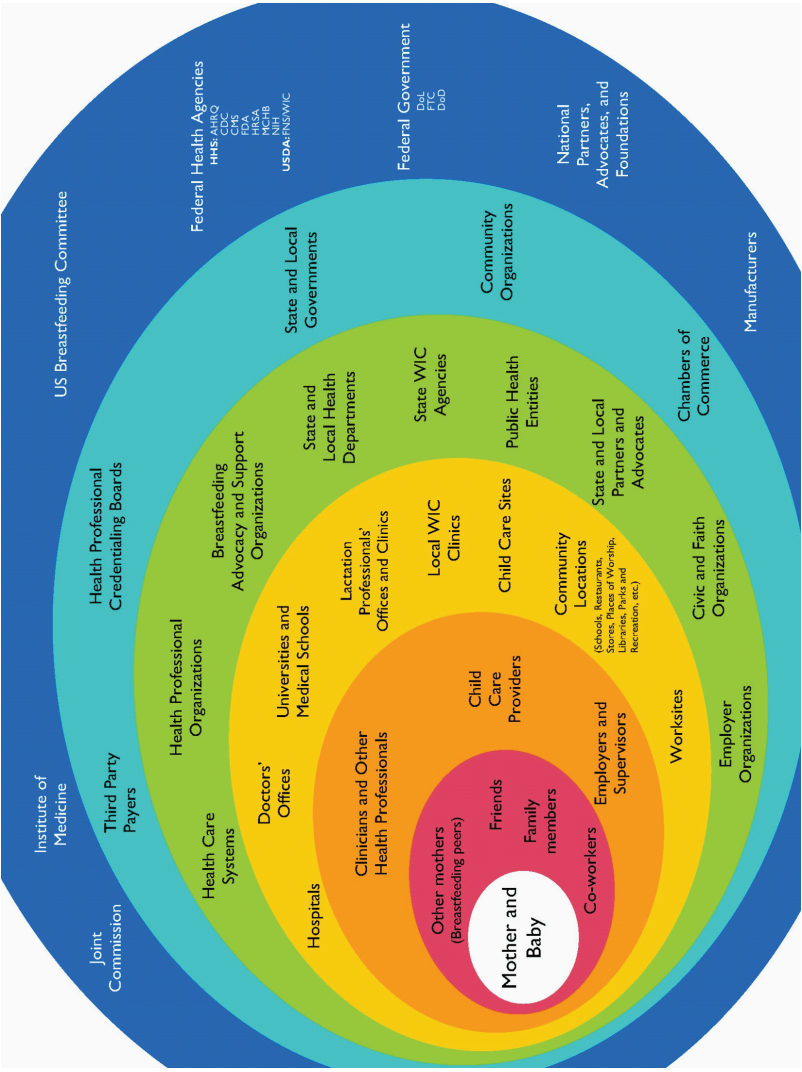 Joint
Commission
Institute of
Medicine
US Breastfeeding Committee
Federal Health Agencies
HHS: AHRQ
CDC
CMS
FDA
HRSA
MCHB
NIH
USDA: FNS/WIC
Federal Government
DoL
FTC
DoD
National
Partners,
Advocates, and
Foundations
Manufacturers
Third Party
Payers
Health Professional
Credentialing Boards
State and Local
Governments
Community
Organizations
Chambers of
Commerce
Health Care
Systems
Health Professional
Organizations
Breastfeeding
Advocacy and Support
Organizations
State and
Local Health
Departments
State WIC
Agencies
Public Health
Entities
State and Local
Partners and
Advocates
Civic and Faith
Organizations
Employer
Organizations
Hospitals
Doctors'
Offices
Universities and
Medical Schools
Lactation
Professionals'
Offices and Clinics
Local WIC
Clinics
Child Care Sites
Community
Locations
(Schools, Restaurants,
Stores, Places of Worship,
Libraries, Parks and
Recreation, etc.)
Worksites
Clinicians and Other
Health Professionals
Child
Care
Providers
Employers and
Supervisors
Other mothers
(Breastfeeding peers)
Friends
Family
members
Co-workers
Mother and
Baby